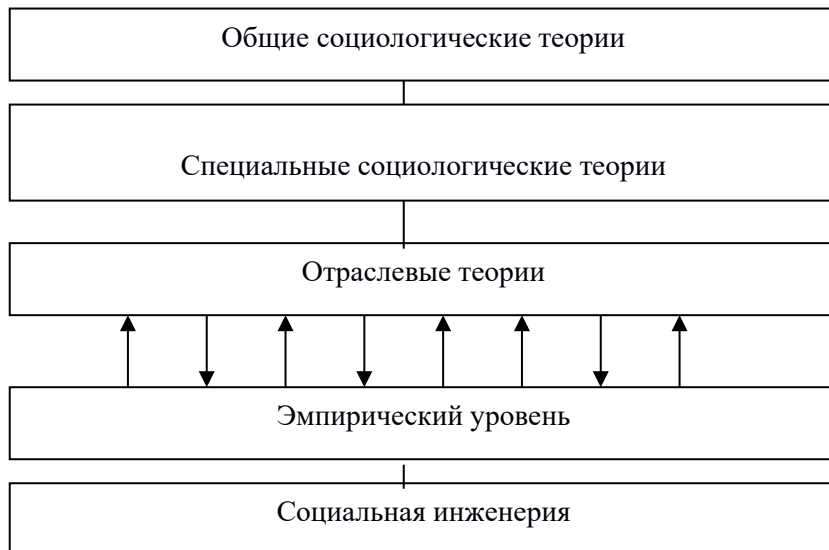 Общие социологические теории
Специальные социологические теории
Отраслевые теории
Эмпирический уровень
Социальная инженерия